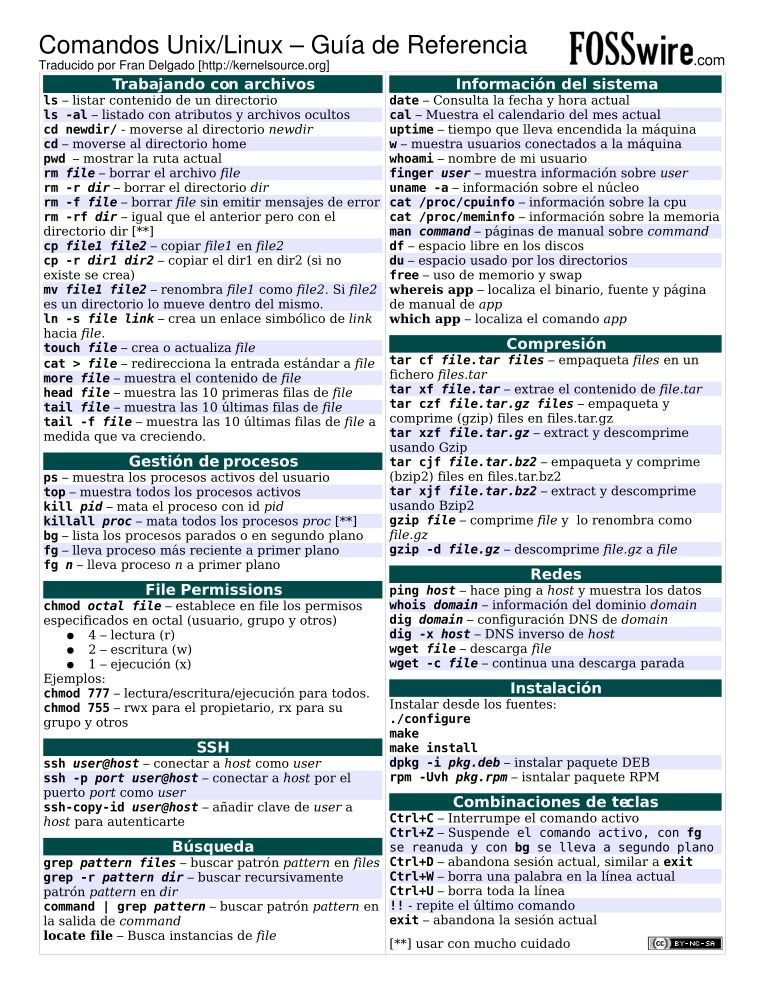 Comandos Unix/Linux – Guía de Referencia
FOSSwire.com
Traducido por Fran Delgado [http://kernelsource.org]
Trabajando con archivos
ls – listar contenido de un directorio
ls -al – listado con atributos y archivos ocultos
cd newdir/ - moverse al directorio newdir
cd – moverse al directorio home
pwd – mostrar la ruta actual
rm file – borrar el archivo file
rm -r dir – borrar el directorio dir
rm -f file – borrar file sin emitir mensajes de error
rm -rf dir – igual que el anterior pero con el
directorio dir [**]
cp file1 file2 – copiar file1 en file2
cp -r dir1 dir2 – copiar el dir1 en dir2 (si no
existe se crea)
mv file1 file2 – renombra file1 como file2. Si file2
es un directorio lo mueve dentro del mismo.
ln -s file link – crea un enlace simbólico de link
hacia file.
touch file – crea o actualiza file
cat > file – redirecciona la entrada estándar a file
more file – muestra el contenido de file
head file – muestra las 10 primeras filas de file
tail file – muestra las 10 últimas filas de file
tail -f file – muestra las 10 últimas filas de file a
medida que va creciendo.
Gestión de procesos
ps – muestra los procesos activos del usuario
top – muestra todos los procesos activos
kill pid – mata el proceso con id pid
killall proc – mata todos los procesos proc [**]
bg – lista los procesos parados o en segundo plano
fg – lleva proceso más reciente a primer plano
fg n – lleva proceso n a primer plano
File Permissions
chmod octal file – establece en file los permisos
especificados en octal (usuario, grupo y otros)
● 4 – lectura (r)
● 2 – escritura (w)
● 1 – ejecución (x)
Ejemplos:
chmod 777 – lectura/escritura/ejecución para todos.
chmod 755 – rwx para el propietario, rx para su
grupo y otros
SSH
ssh user@host – conectar a host como user
ssh -p port user@host – conectar a host por el
puerto port como user
ssh-copy-id user@host – añadir clave de user a
host para autenticarte
Búsqueda
grep pattern files – buscar patrón pattern en files
grep -r pattern dir – buscar recursivamente
patrón pattern en dir
command | grep pattern – buscar patrón pattern en
la salida de command
locate file – Busca instancias de file
Información del sistema
date – Consulta la fecha y hora actual
cal – Muestra el calendario del mes actual
uptime – tiempo que lleva encendida la máquina
w – muestra usuarios conectados a la máquina
whoami – nombre de mi usuario
finger user – muestra información sobre user
uname -a – información sobre el núcleo
cat /proc/cpuinfo – información sobre la cpu
cat /proc/meminfo – información sobre la memoria
man command – páginas de manual sobre command
df – espacio libre en los discos
du – espacio usado por los directorios
free – uso de memoria y swap
whereis app – localiza el binario, fuente y página
de manual de app
which app – localiza el comando app
Compresión
tar cf file.tar files – empaqueta files en un
fichero files.tar
tar xf file.tar – extrae el contenido de file.tar
tar czf file.tar.gz files – empaqueta y
comprime (gzip) files en files.tar.gz
tar xzf file.tar.gz – extract y descomprime
usando Gzip
tar cjf file.tar.bz2 – empaqueta y comprime
(bzip2) files en files.tar.bz2
tar xjf file.tar.bz2 – extract y descomprime
usando Bzip2
gzip file – comprime file y lo renombra como
file.gz
gzip -d file.gz – descomprime file.gz a file
Redes
ping host – hace ping a host y muestra los datos
whois domain – información del dominio domain
dig domain – configuración DNS de domain
dig -x host – DNS inverso de host
wget file – descarga file
wget -c file – continua una descarga parada
Instalación
Instalar desde los fuentes:
./configure
make
make install
dpkg -i pkg.deb – instalar paquete DEB
rpm -Uvh pkg.rpm – isntalar paquete RPM
Combinaciones de teclas
Ctrl+C – Interrumpe el comando activo
Ctrl+Z – Suspende el comando activo, con fg
se reanuda y con bg se lleva a segundo plano
Ctrl+D – abandona sesión actual, similar a exit
Ctrl+W – borra una palabra en la línea actual
Ctrl+U – borra toda la línea
!! - repite el último comando
exit – abandona la sesión actual
[**] usar con mucho cuidado
cc BY-NC-SA